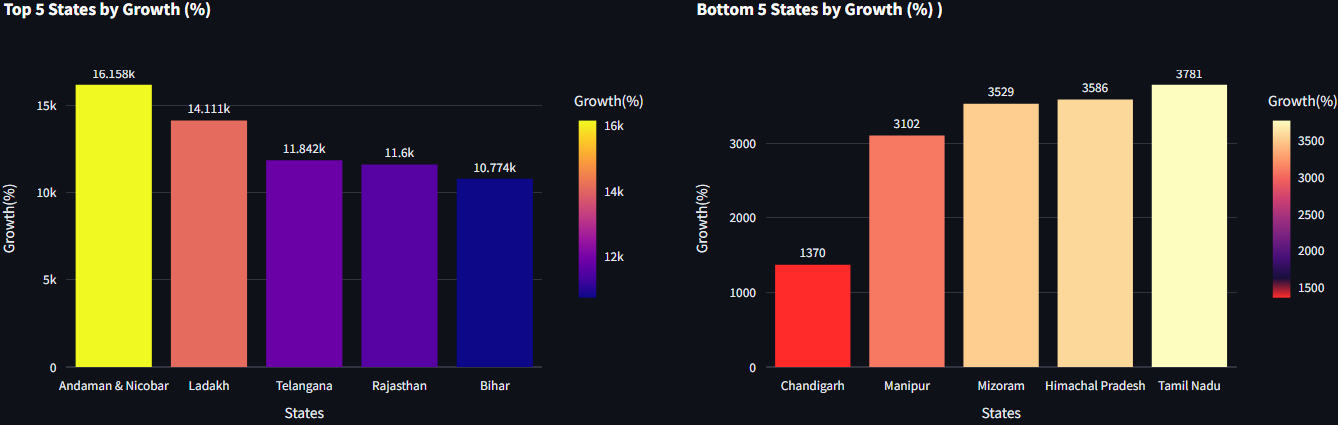 Top 5 States by Growth (%)
16.158k
14.111k
11.842k
11.6k
10.774k
15k
10k
5k
0
Growth(%)
Andaman & Nicobar
Ladakh
Telangana
Rajasthan
Bihar
States
Growth(%)
16k
14k
12k
Bottom 5 States by Growth (%) )
1370
3102
3529
3586
3781
3000
2000
1000
0
Growth(%)
Chandigarh
Manipur
Mizoram
Himachal Pradesh
Tamil Nadu
States
Growth(%)
3500
3000
2500
2000
1500